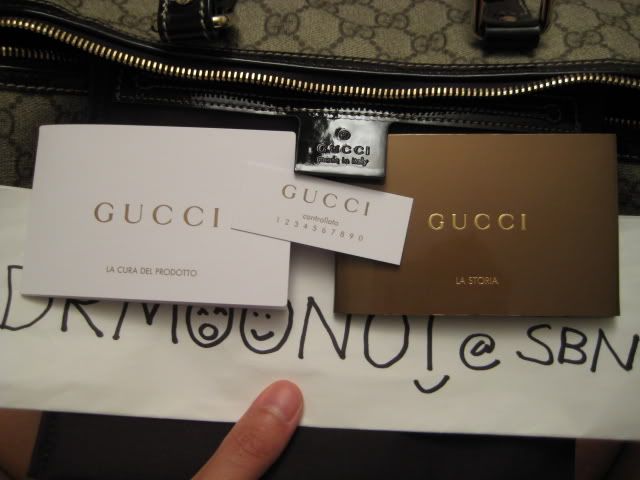 GUCCI
made in italy
GUCCI
LA CURA DEL PRODOTTO
GUCCI
controllato
1 2 3 4 5 6 7 8 9 0
GUCCI
LA STORIA
DRMOONUI @ SBN